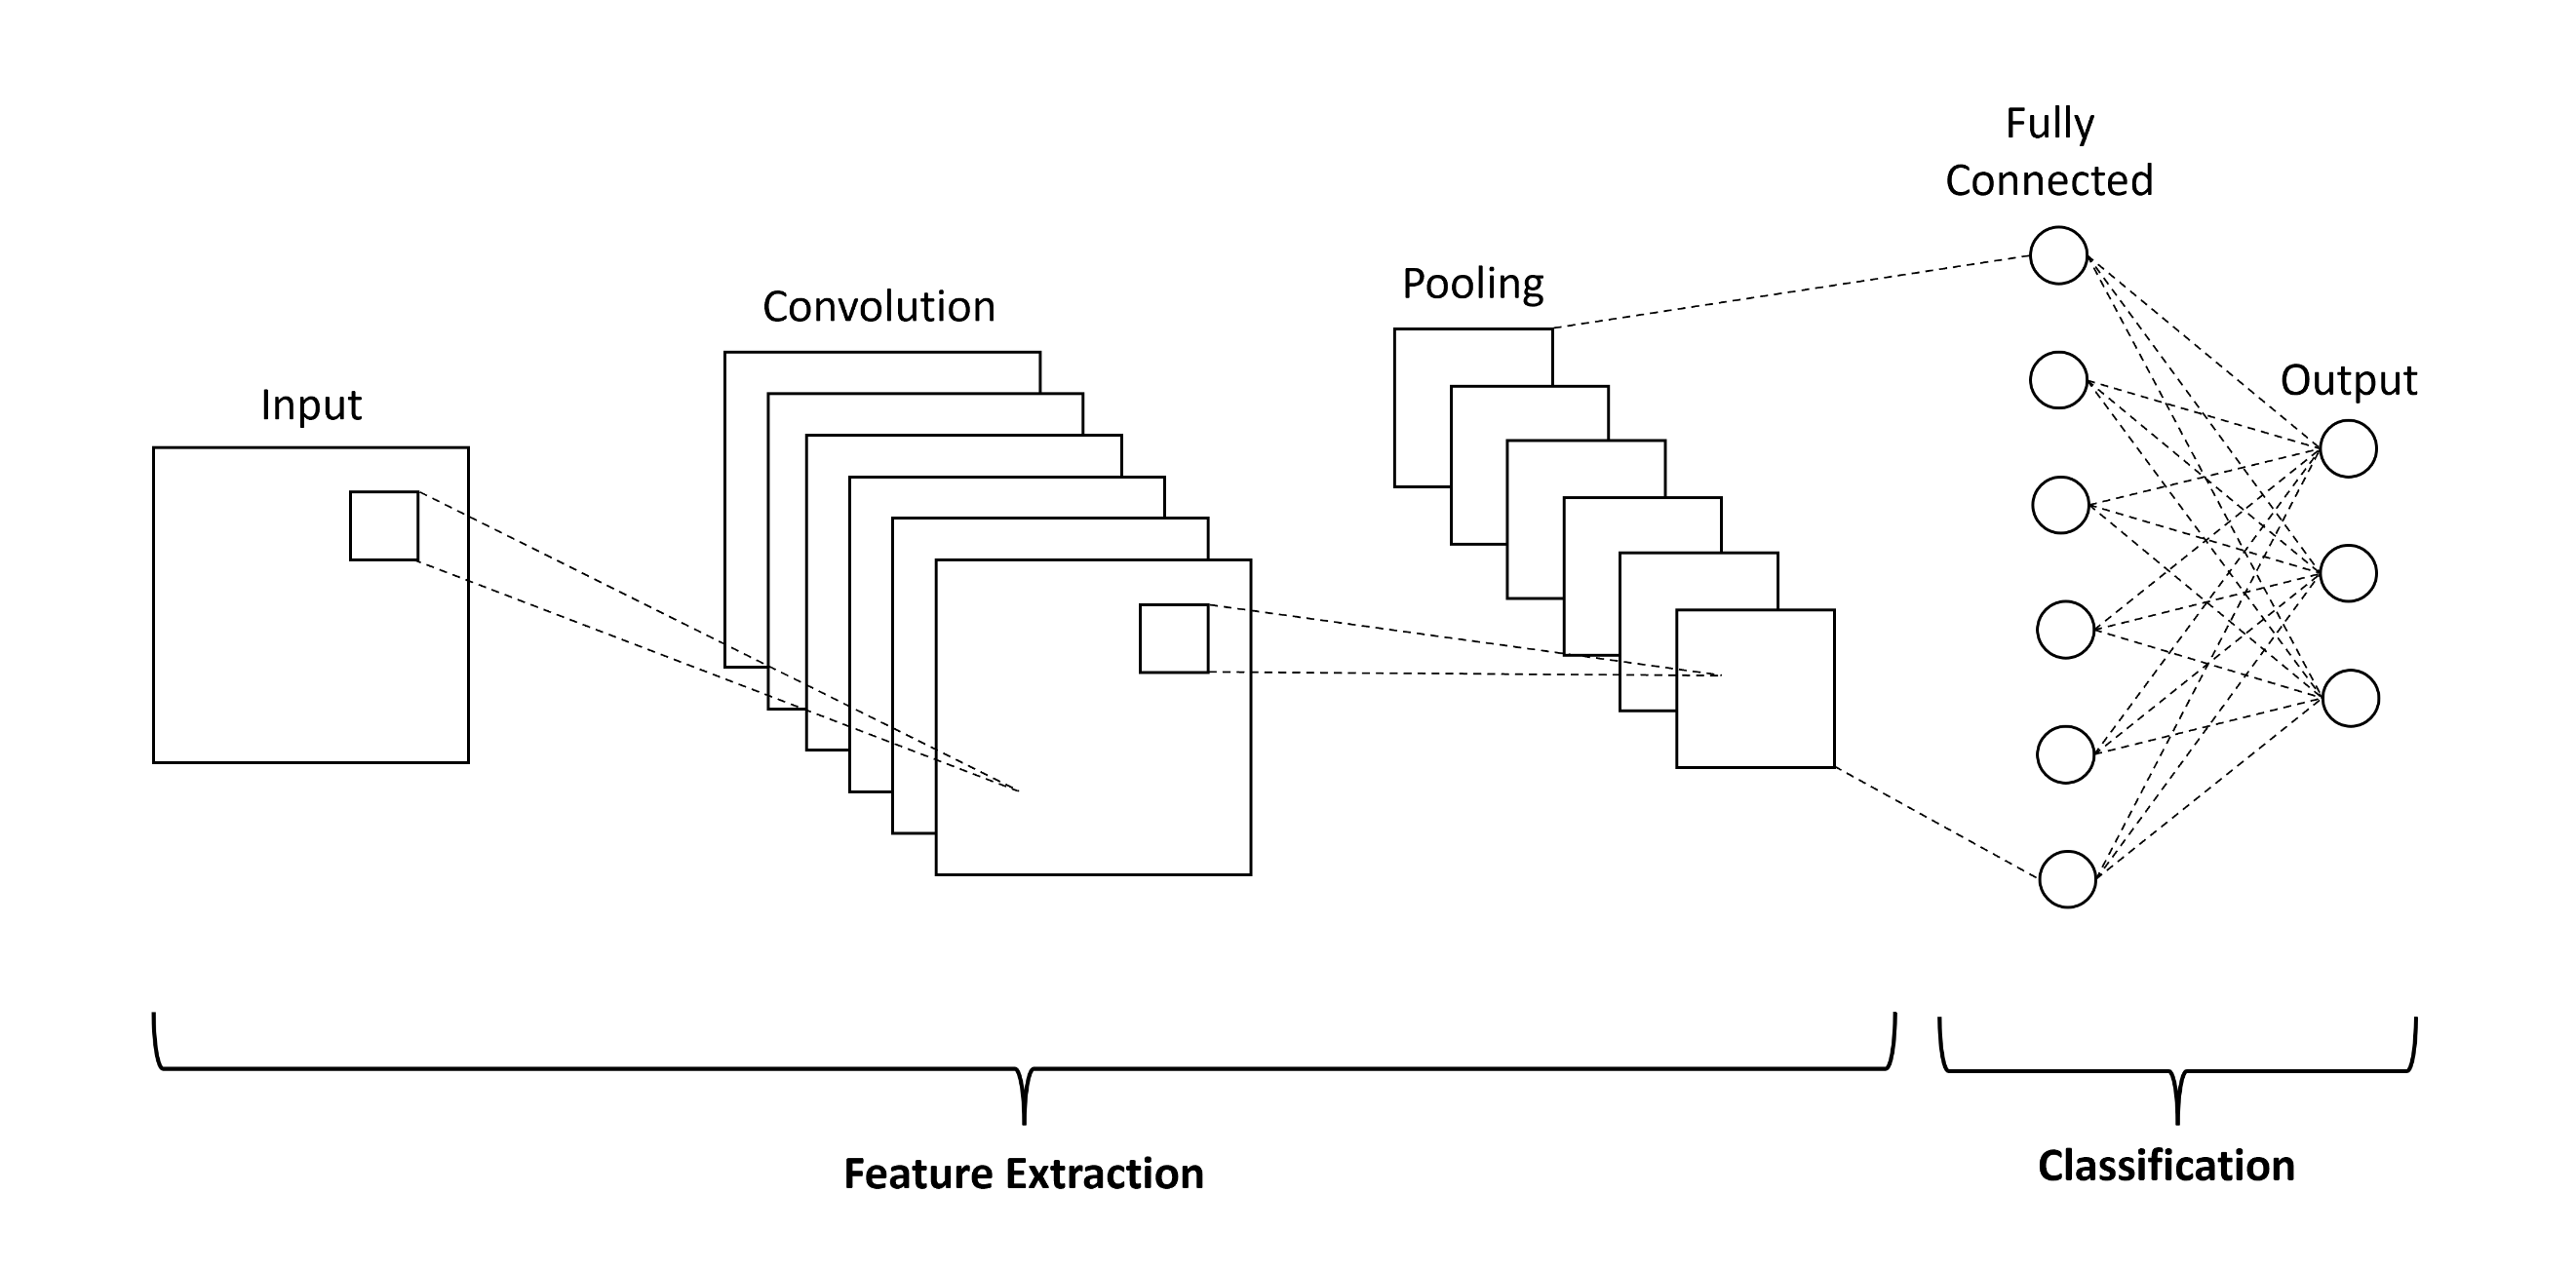 Input
Convolution
Pooling
Fully
Connected
Output
Feature Extraction
Classification